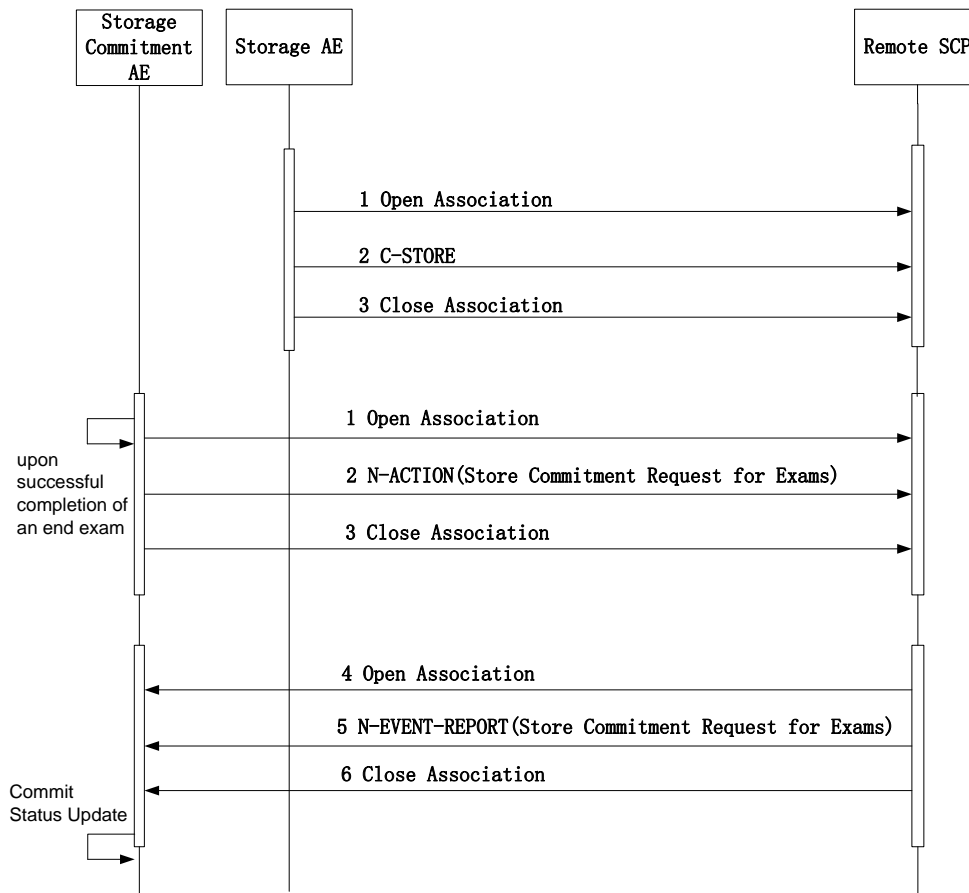 Storage
Commitment
AE
Storage AE
Remote SCP
1 Open Association
2 C-STORE
3 Close Association
1 Open Association
upon
successful
completion of
an end exam
2 N-ACTION(Store Commitment Request for Exams)
3 Close Association
4 Open Association
5 N-EVENT-REPORT(Store Commitment Request for Exams)
6 Close Association
Commit
Status Update